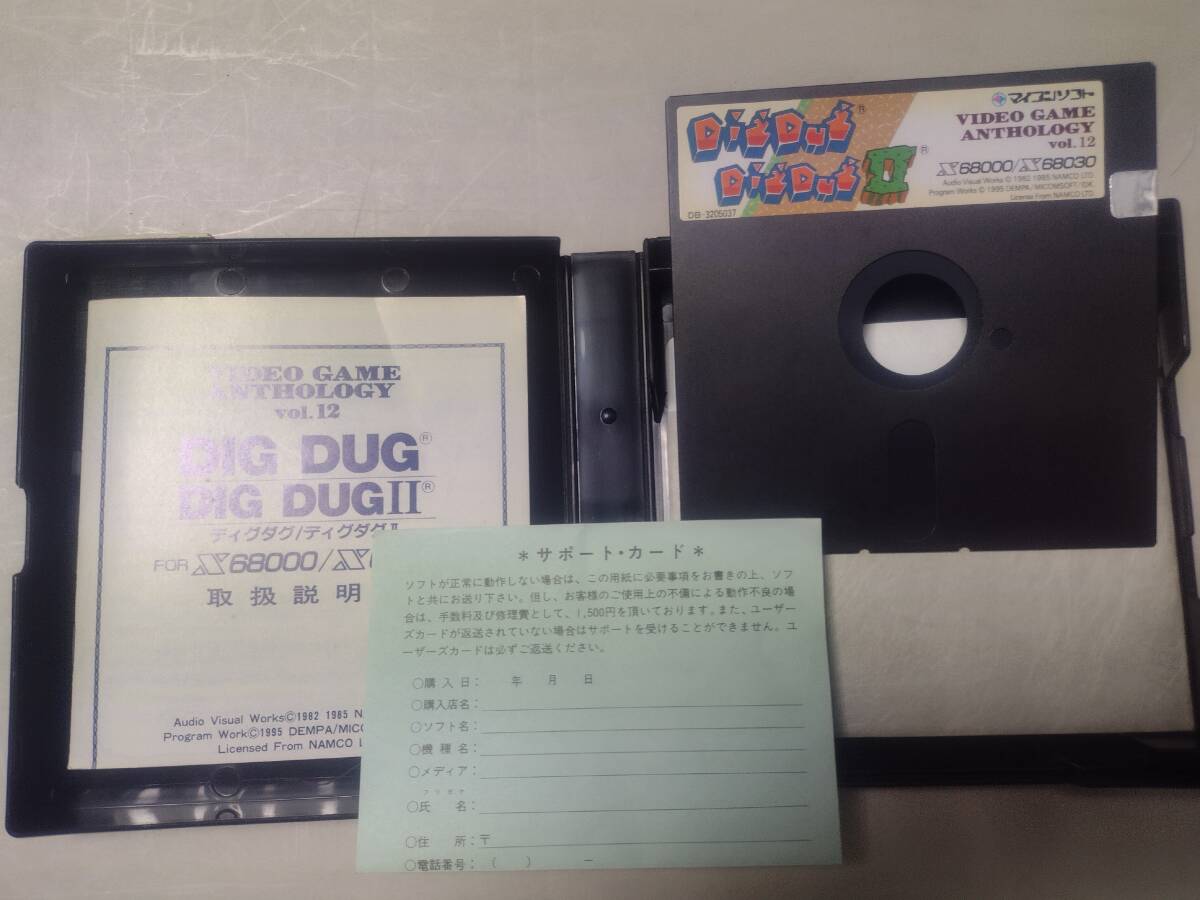 VIDEO GAME
ANTHOLOGY
vol.12
DIG DUG®
DIG DUGII®
ディグダグ/ディグダグII
FOR X68000/X
取扱説明
Audio Visual Works©1982 1985 N
Program Work©1995 DEMPA/MICO
Licensed From NAMCO L
DIGDUG®
DIGDUG II®
DB-3205037
マイコンソフト
VIDEO GAME
ANTHOLOGY
vol.12
X68000/X68030
Audio Visual Works © 1982 1985 NAMCO LTD.
Program Works © 1995 DEMPA/MICOMSOFT/IDK.
License From NAMCO LTD.
*サポート・カード*
ソフトが正常に動作しない場合は、この用紙に必要事項をお書きの上、ソフ
トと共にお送り下さい。但し、お客様のご使用上の不備による動作不良の場
合は、手数料及び修理費として、1,500円を頂いております。また、ユーザー
ズカードが返送されていない場合はサポートを受けることができません。ユ
ーザーズカードは必ずご返送ください。
○購入日: 年 月 日
○購入店名:
○ソフト名:
○機種名:
○メディア:
フリガナ
○氏 名:
○住 所:〒
○電話番号: ( ) −